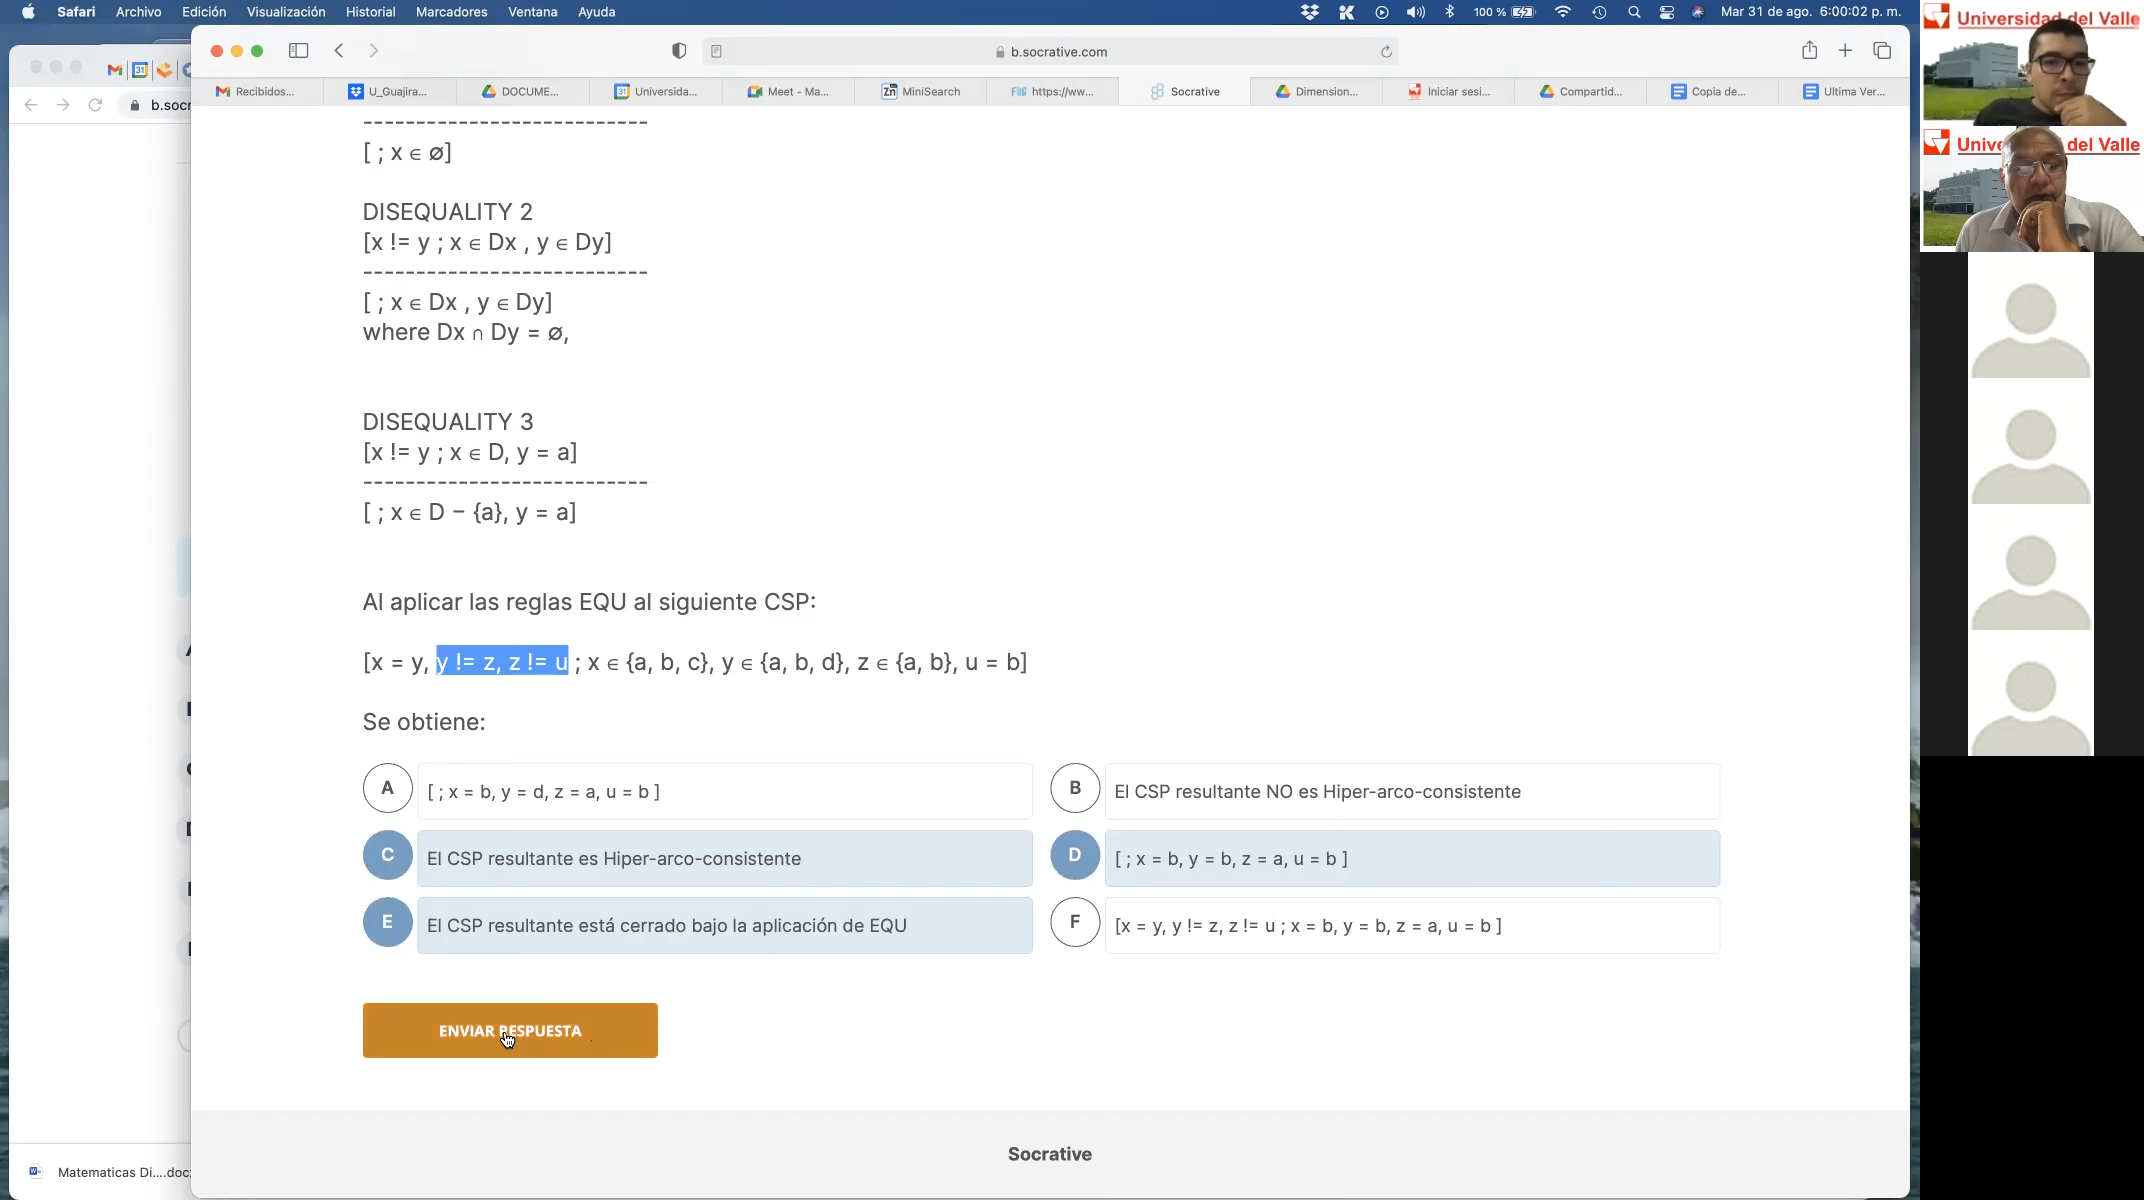 Safari Archivo Edición Visualización Historial Marcadores Ventana Ayuda
100 % Mar 31 de ago. 6:00:02 p. m.
Universidad del Valle
b.socrative.com
b.socr
Recibidos... U_Guajira... DOCUME... Universida... Meet - Ma... MiniSearch https://ww... Socrative Dimension... Iniciar sesi... Compartid... Copia de... Ultima Ver...
del Valle
---------------------------
[ ; x ∈ ∅]
DISEQUALITY 2
[x != y ; x ∈ Dx , y ∈ Dy]
---------------------------
[ ; x ∈ Dx , y ∈ Dy]
where Dx ∩ Dy = ∅,
DISEQUALITY 3
[x != y ; x ∈ D, y = a]
---------------------------
[ ; x ∈ D − {a}, y = a]
Al aplicar las reglas EQU al siguiente CSP:
[x = y, y != z, z != u ; x ∈ {a, b, c}, y ∈ {a, b, d}, z ∈ {a, b}, u = b]
Se obtiene:
A [ ; x = b, y = d, z = a, u = b ]
B El CSP resultante NO es Hiper-arco-consistente
C El CSP resultante es Hiper-arco-consistente
D [ ; x = b, y = b, z = a, u = b ]
E El CSP resultante está cerrado bajo la aplicación de EQU
F [x = y, y != z, z != u ; x = b, y = b, z = a, u = b ]
ENVIAR RESPUESTA
Socrative
Matematicas Di....doc